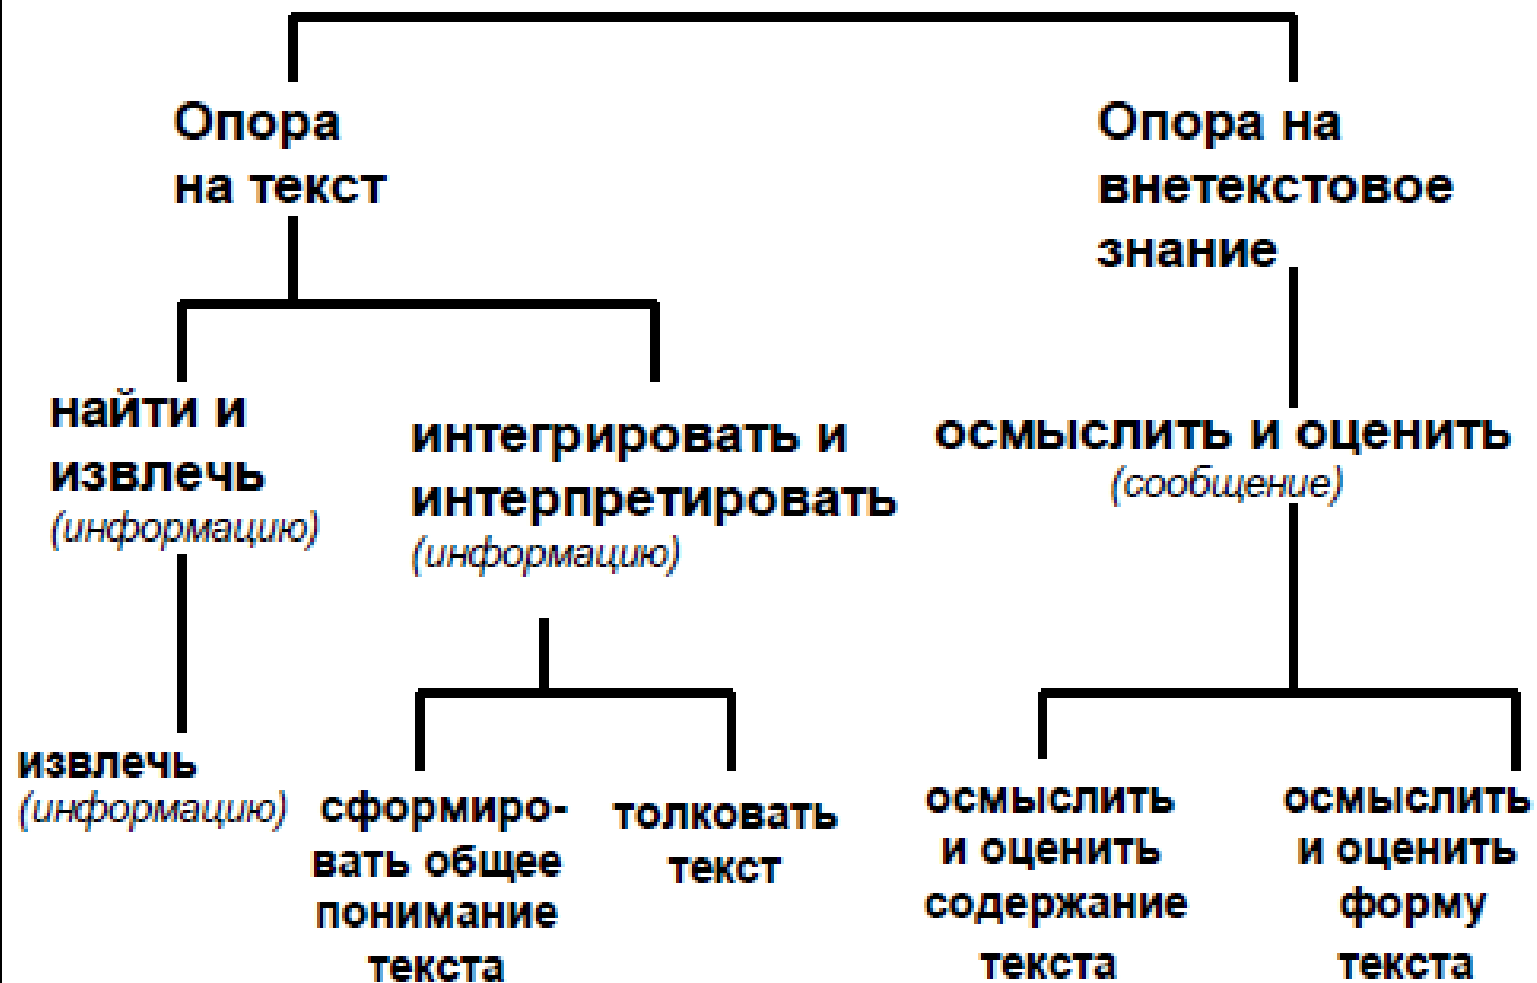 Опора
на текст
Опора на
внетекстовое
знание
найти и
извлечь
(информацию)
интегрировать и
интерпретировать
(информацию)
осмыслить и оценить
(сообщение)
извлечь
(информацию)
сформиро-
вать общее
понимание
текста
толковать
текст
осмыслить
и оценить
содержание
текста
осмыслить
и оценить
форму
текста